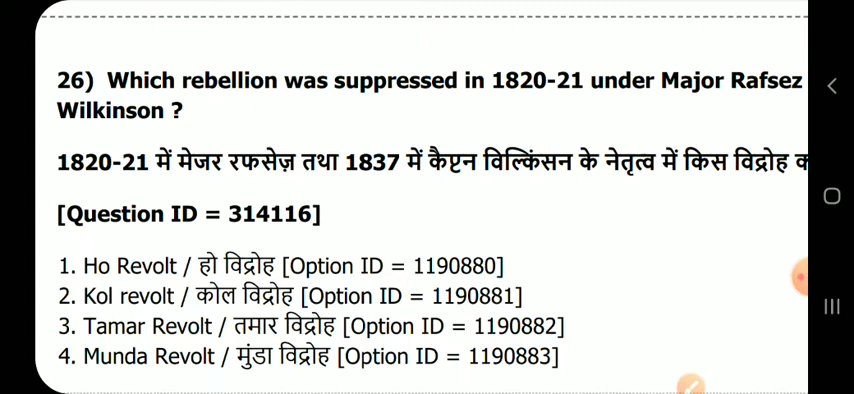 26) Which rebellion was suppressed in 1820-21 under Major Rafsez
Wilkinson ?
1820-21 में मेजर रफसेज़ तथा 1837 में कैप्टन विल्किंसन के नेतृत्व में किस विद्रोह
[Question ID = 314116]
1. Ho Revolt / हो विद्रोह [Option ID = 1190880]
2. Kol revolt / कोल विद्रोह [Option ID = 1190881]
3. Tamar Revolt / तमार विद्रोह [Option ID = 1190882]
4. Munda Revolt / मुंडा विद्रोह [Option ID = 1190883]